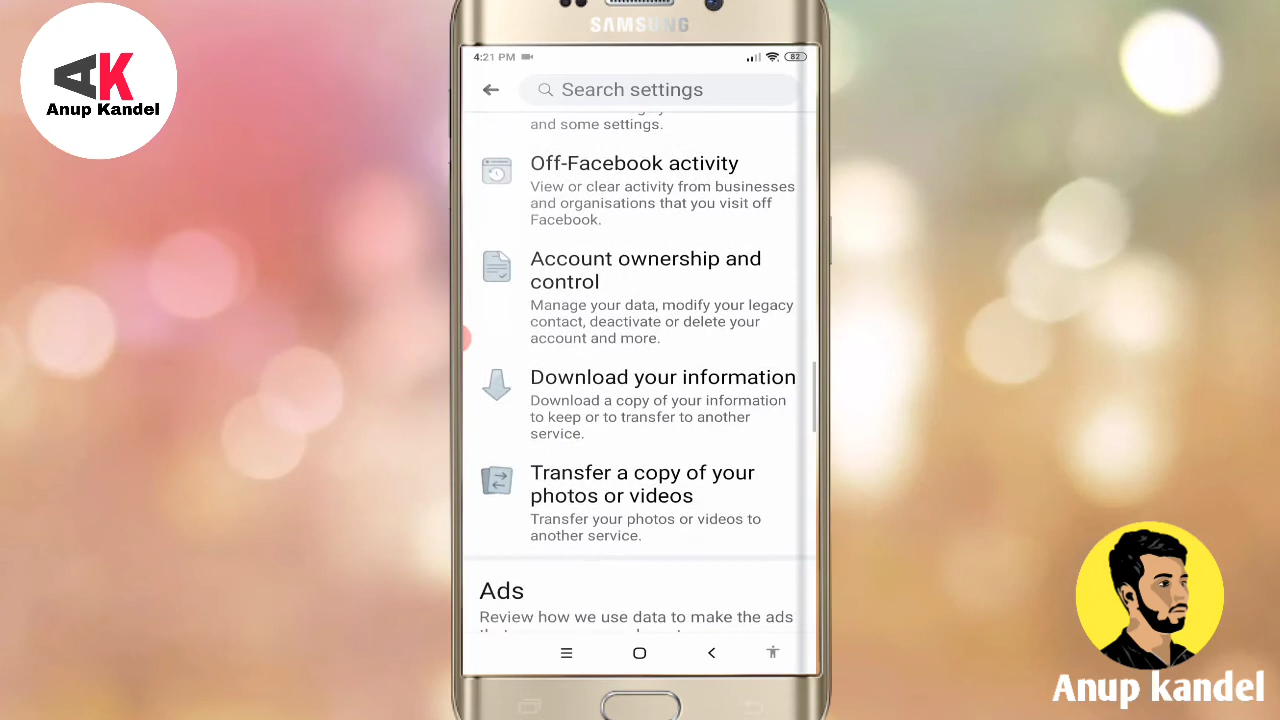 SAMSUNG
AK
Anup Kandel
4:21 PM
82
Search settings
and some settings.
Off-Facebook activity
View or clear activity from businesses
and organisations that you visit off
Facebook.
Account ownership and
control
Manage your data, modify your legacy
contact, deactivate or delete your
account and more.
Download your information
Download a copy of your information
to keep or to transfer to another
service.
Transfer a copy of your
photos or videos
Transfer your photos or videos to
another service.
Ads
Review how we use data to make the ads
Anup kandel